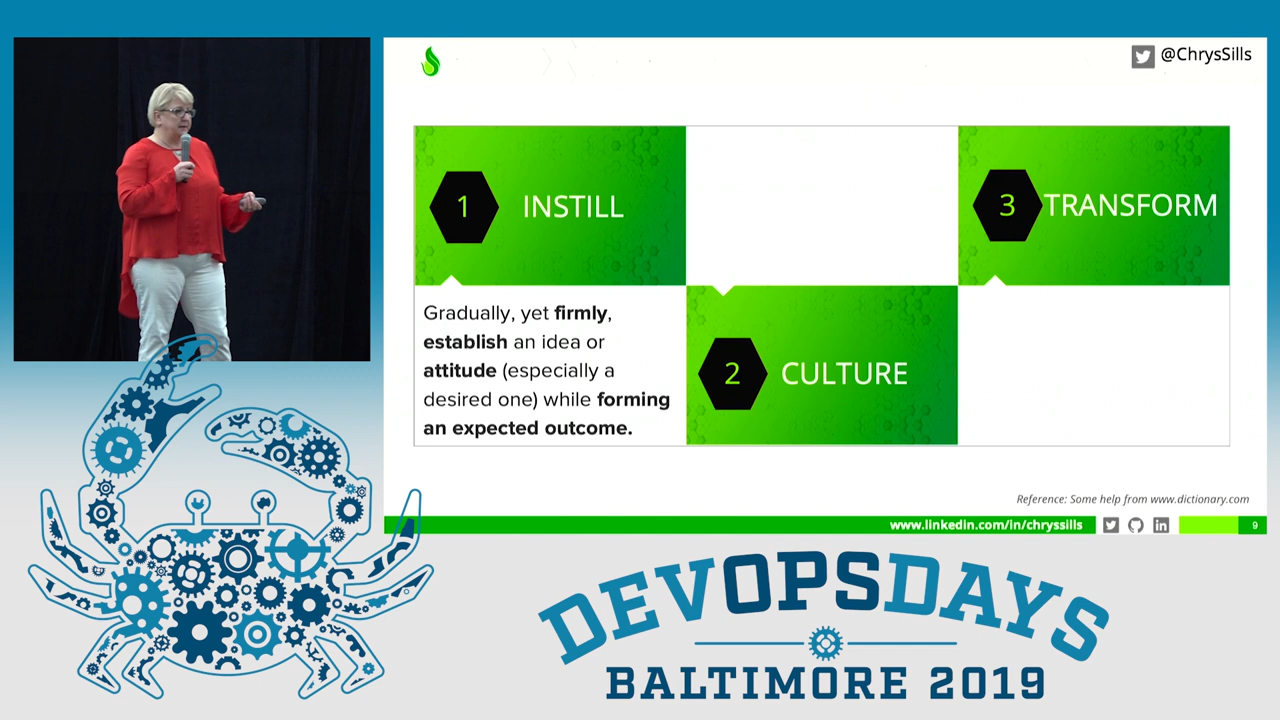 @ChrysSills
1 INSTILL
3 TRANSFORM
Gradually, yet firmly,
establish an idea or
attitude (especially a
desired one) while forming
an expected outcome.
2 CULTURE
Reference: Some help from www.dictionary.com
www.linkedin.com/in/chryssills
9
DEVOPSDAYS
BALTIMORE 2019